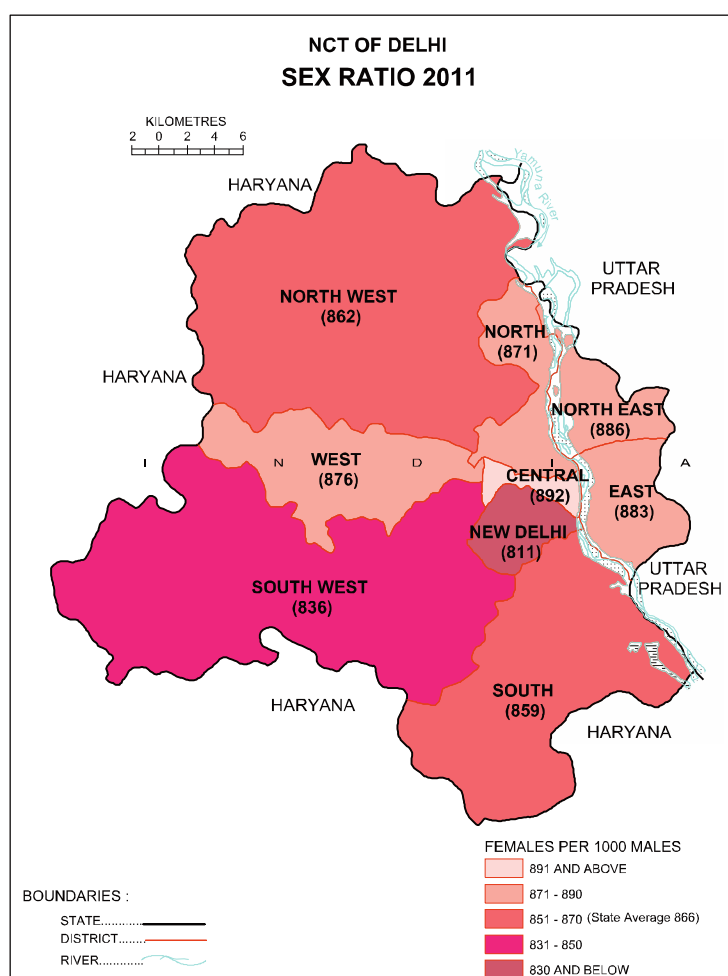 NCT OF DELHI
SEX RATIO 2011
KILOMETRES
2 0 2 4 6
HARYANA
Yamuna River
UTTAR
PRADESH
NORTH WEST
(862)
NORTH
(871)
HARYANA
NORTH EAST
(886)
I N D I A
WEST
(876)
CENTRAL
(892)
EAST
(883)
NEW DELHI
(811)
UTTAR
PRADESH
SOUTH WEST
(836)
SOUTH
(859)
HARYANA
HARYANA
FEMALES PER 1000 MALES
891 AND ABOVE
871 - 890
851 - 870 (State Average 866)
831 - 850
830 AND BELOW
BOUNDARIES :
STATE............
DISTRICT........
RIVER............